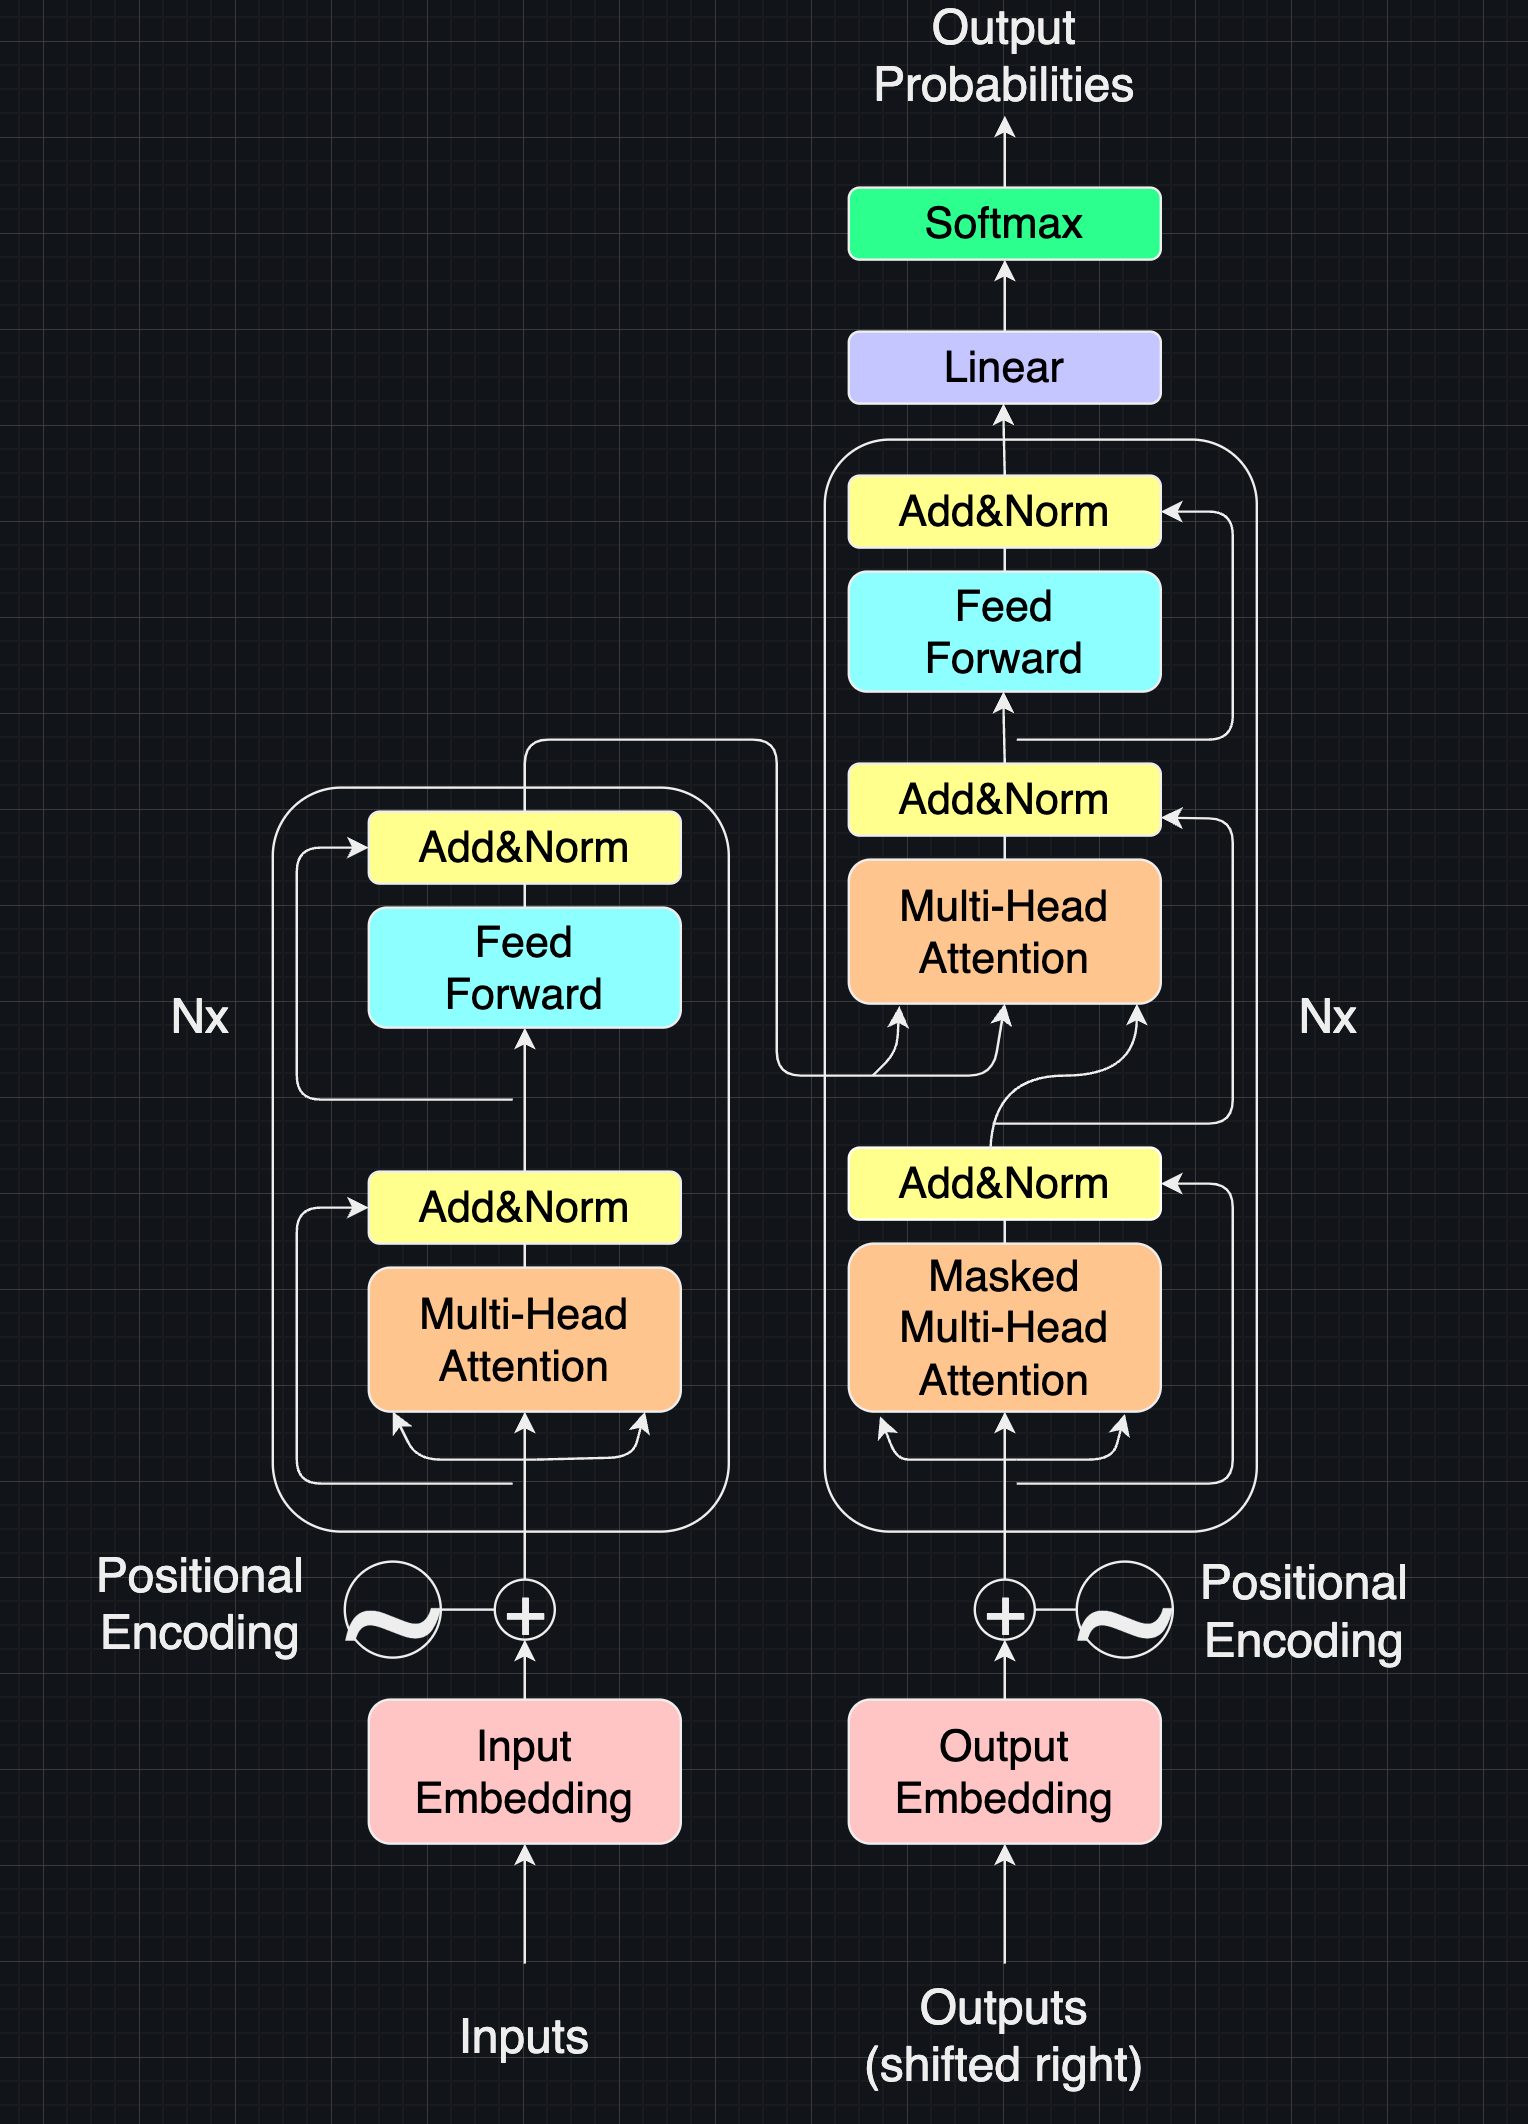 Output
Probabilities
Softmax
Linear
Add&Norm
Feed
Forward
Add&Norm
Multi-Head
Attention
Nx
Add&Norm
Masked
Multi-Head
Attention
Positional
Encoding
Output
Embedding
Outputs
(shifted right)
Add&Norm
Feed
Forward
Nx
Add&Norm
Multi-Head
Attention
Positional
Encoding
Input
Embedding
Inputs